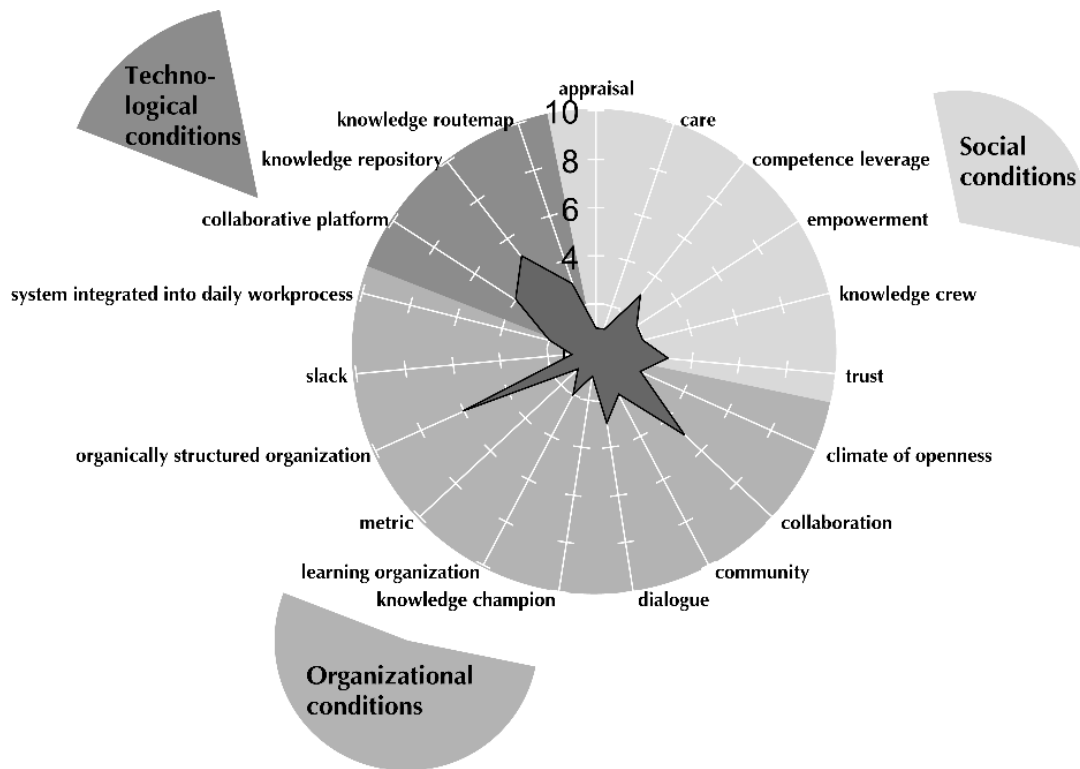 Techno-
logical
conditions
Social
conditions
Organizational
conditions
appraisal
care
competence leverage
empowerment
knowledge crew
trust
climate of openness
collaboration
community
dialogue
knowledge champion
learning organization
metric
organically structured organization
slack
system integrated into daily workprocess
collaborative platform
knowledge repository
knowledge routemap
10
8
6
4